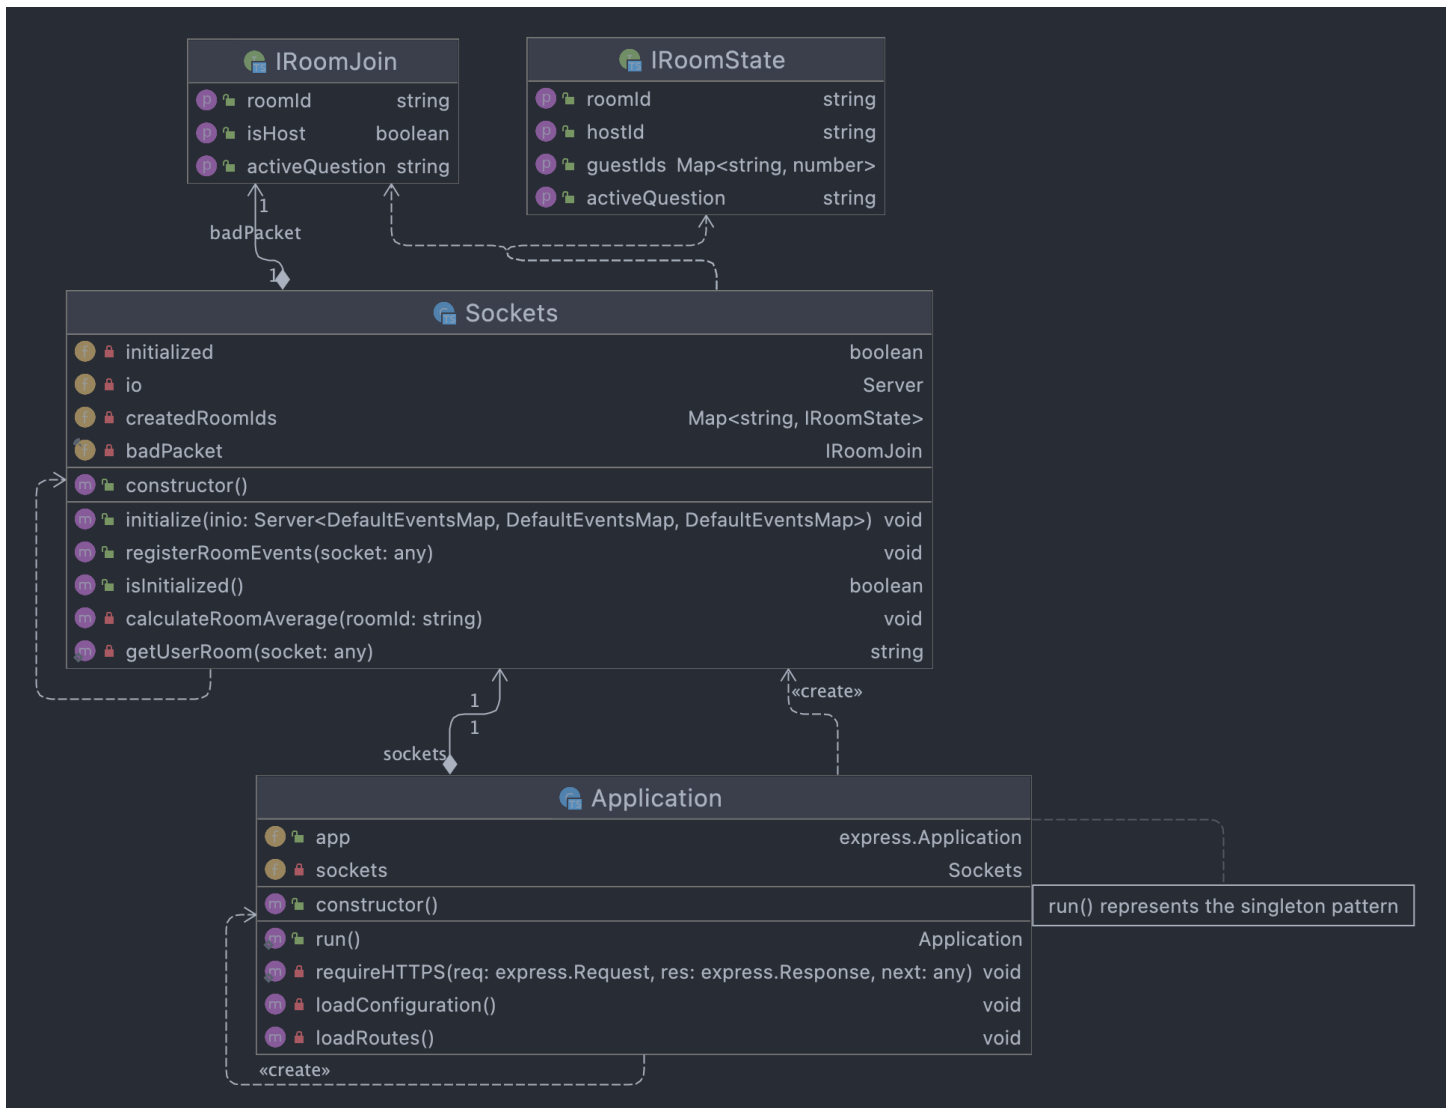 IRoomJoin
roomId string
isHost boolean
activeQuestion string
IRoomState
roomId string
hostId string
guestIds Map<string, number>
activeQuestion string
1
badPacket
1
Sockets
initialized boolean
io Server
createdRoomIds Map<string, IRoomState>
badPacket IRoomJoin
constructor()
initialize(inio: Server<DefaultEventsMap, DefaultEventsMap, DefaultEventsMap>) void
registerRoomEvents(socket: any) void
isInitialized() boolean
calculateRoomAverage(roomId: string) void
getUserRoom(socket: any) string
1
1
sockets
«create»
Application
app express.Application
sockets Sockets
constructor()
run() Application
requireHTTPS(req: express.Request, res: express.Response, next: any) void
loadConfiguration() void
loadRoutes() void
«create»
run() represents the singleton pattern